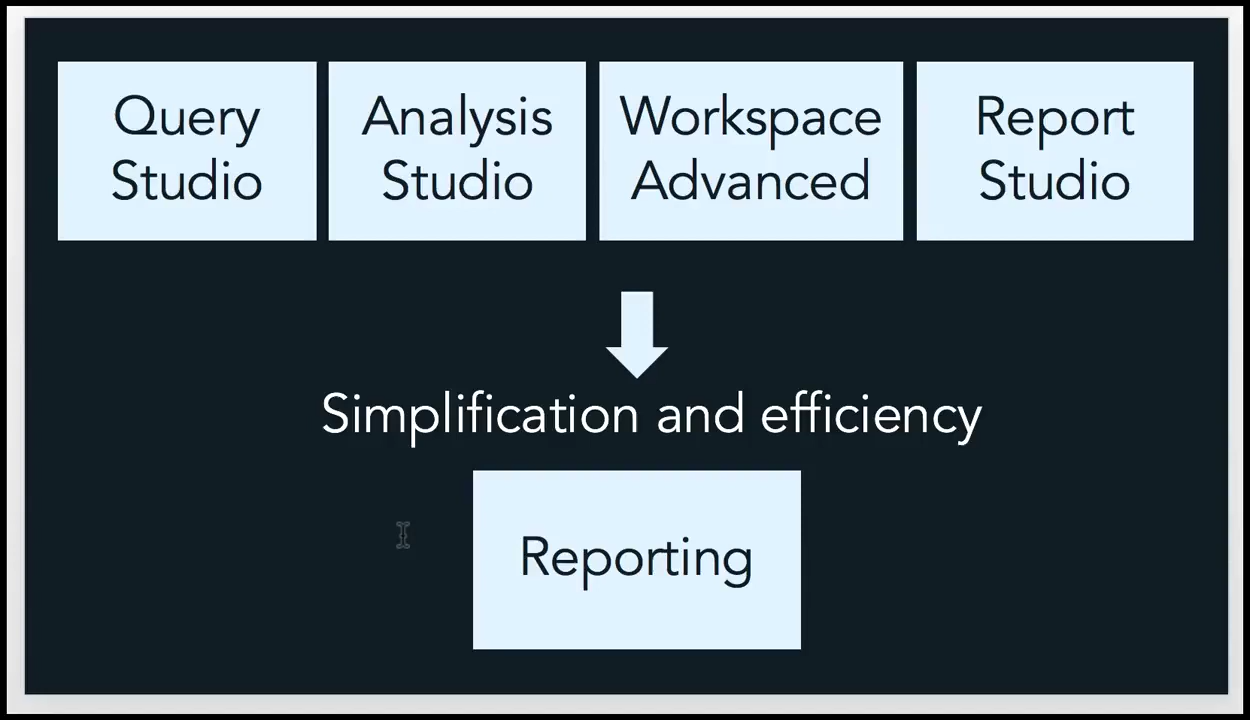 Query
Studio
Analysis
Studio
Workspace
Advanced
Report
Studio
Simplification and efficiency
Reporting